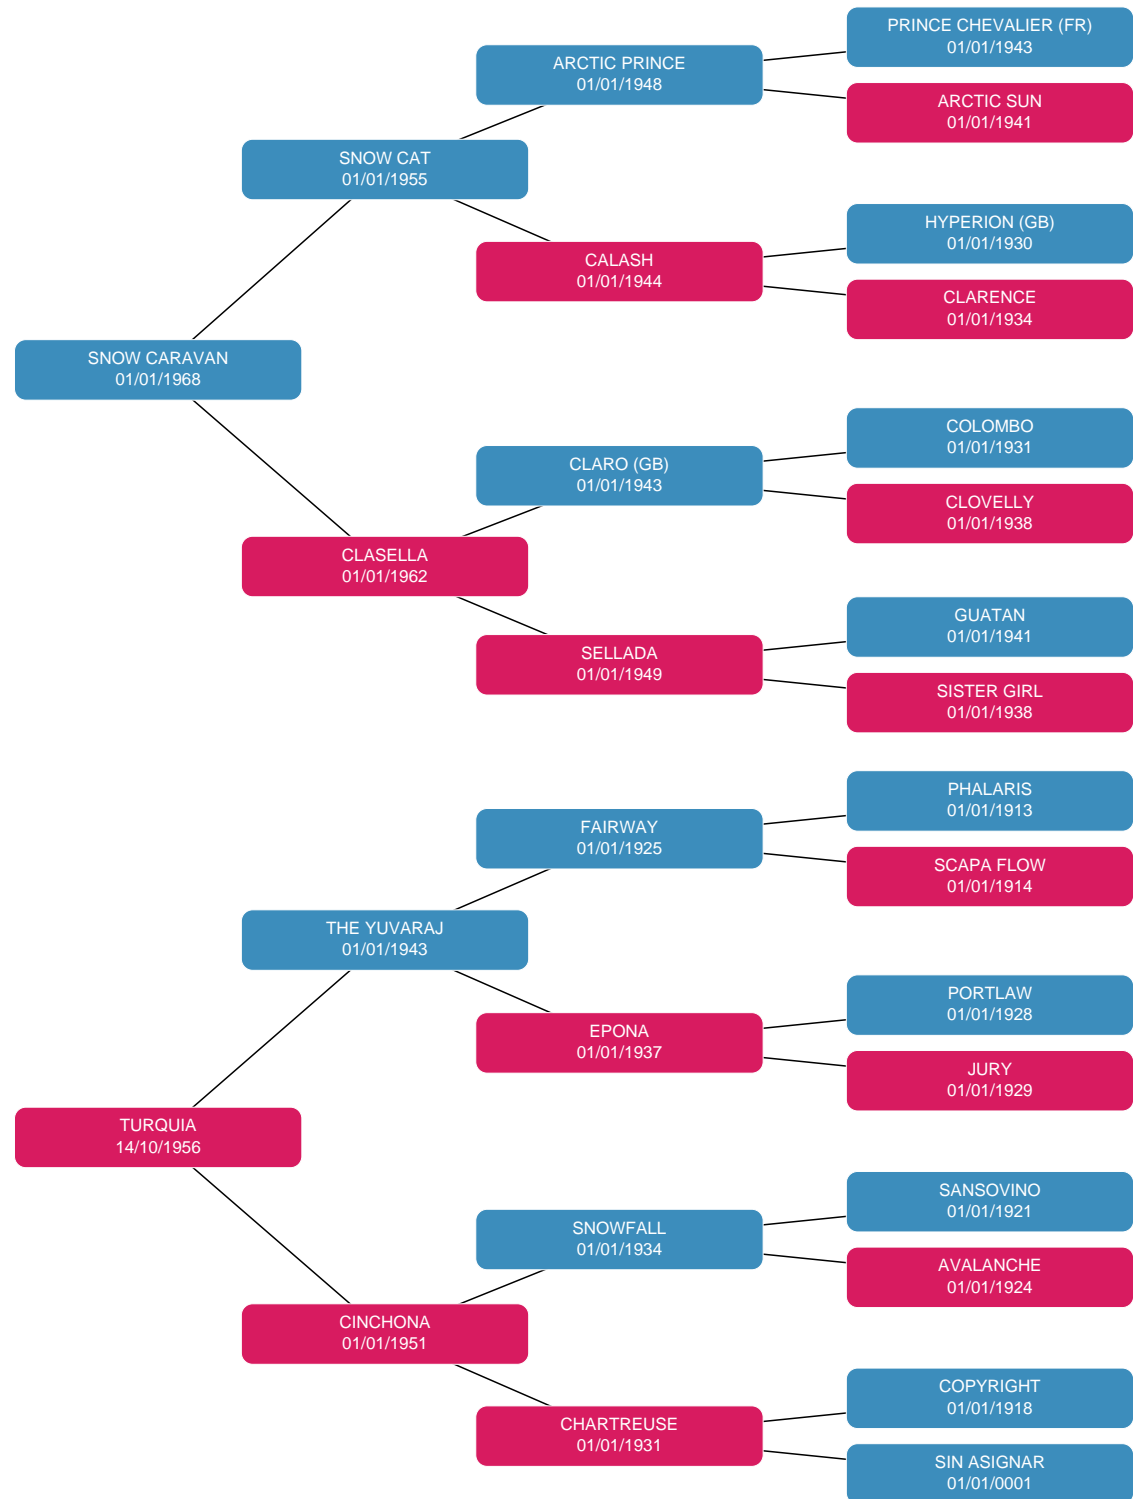 PRINCE CHEVALIER (FR)
01/01/1943
ARCTIC PRINCE
01/01/1948
ARCTIC SUN
01/01/1941
SNOW CAT
01/01/1955
HYPERION (GB)
01/01/1930
CALASH
01/01/1944
CLARENCE
01/01/1934
SNOW CARAVAN
01/01/1968
COLOMBO
01/01/1931
CLARO (GB)
01/01/1943
CLOVELLY
01/01/1938
CLASELLA
01/01/1962
GUATAN
01/01/1941
SELLADA
01/01/1949
SISTER GIRL
01/01/1938
PHALARIS
01/01/1913
FAIRWAY
01/01/1925
SCAPA FLOW
01/01/1914
THE YUVARAJ
01/01/1943
PORTLAW
01/01/1928
EPONA
01/01/1937
JURY
01/01/1929
TURQUIA
14/10/1956
SANSOVINO
01/01/1921
SNOWFALL
01/01/1934
AVALANCHE
01/01/1924
CINCHONA
01/01/1951
COPYRIGHT
01/01/1918
CHARTREUSE
01/01/1931
SIN ASIGNAR
01/01/0001